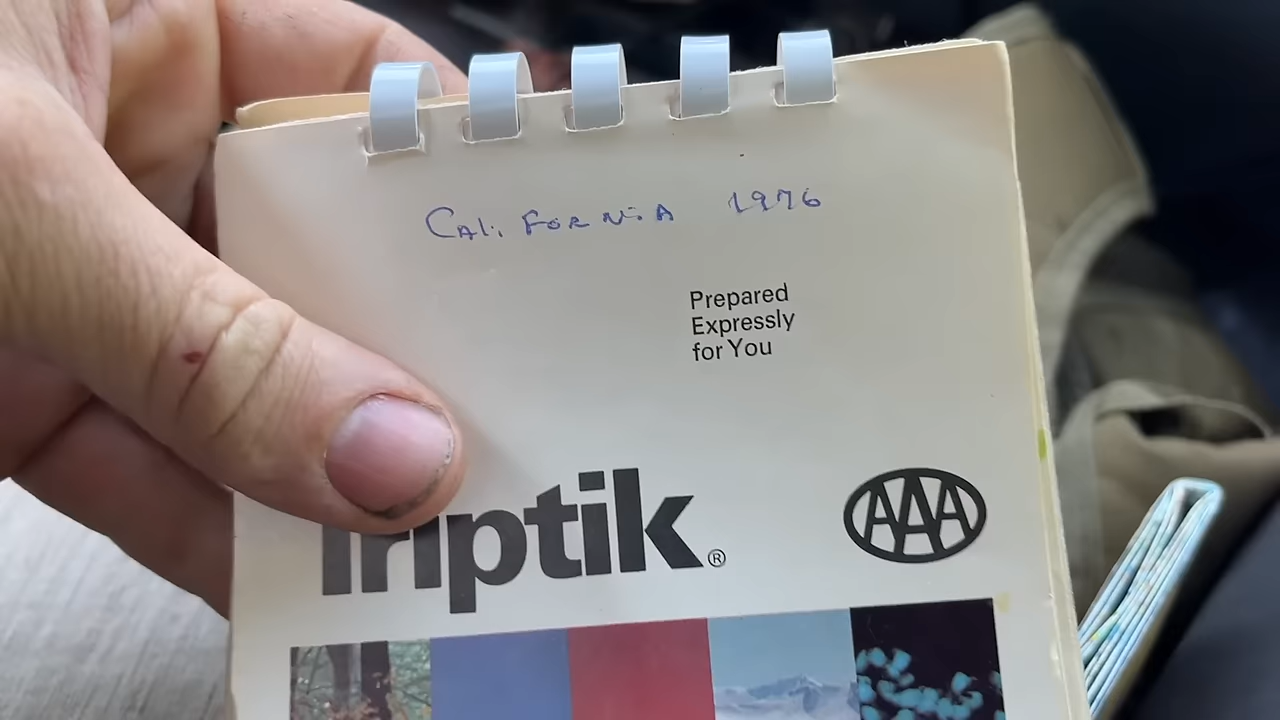 CALiFORNiA 1976
Prepared
Expressly
for You
Triptik®
AAA